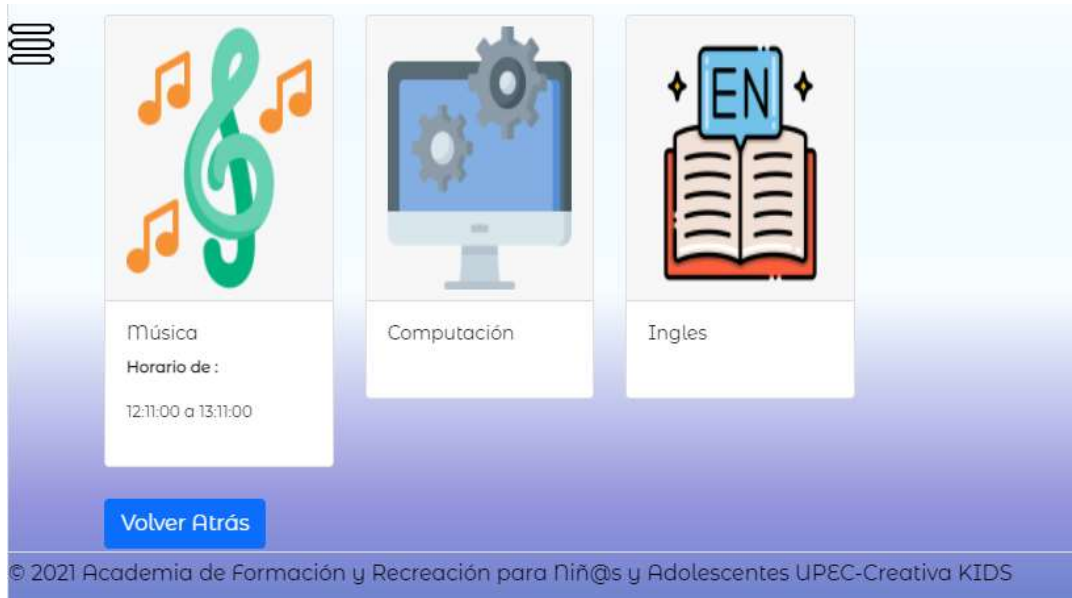 EN
Música
Horario de :
12:11:00 a 13:11:00
Computación
Ingles
Volver Atrás
© 2021 Academia de Formación y Recreación para Niñ@s y Adolescentes UPEC-Creativa KIDS